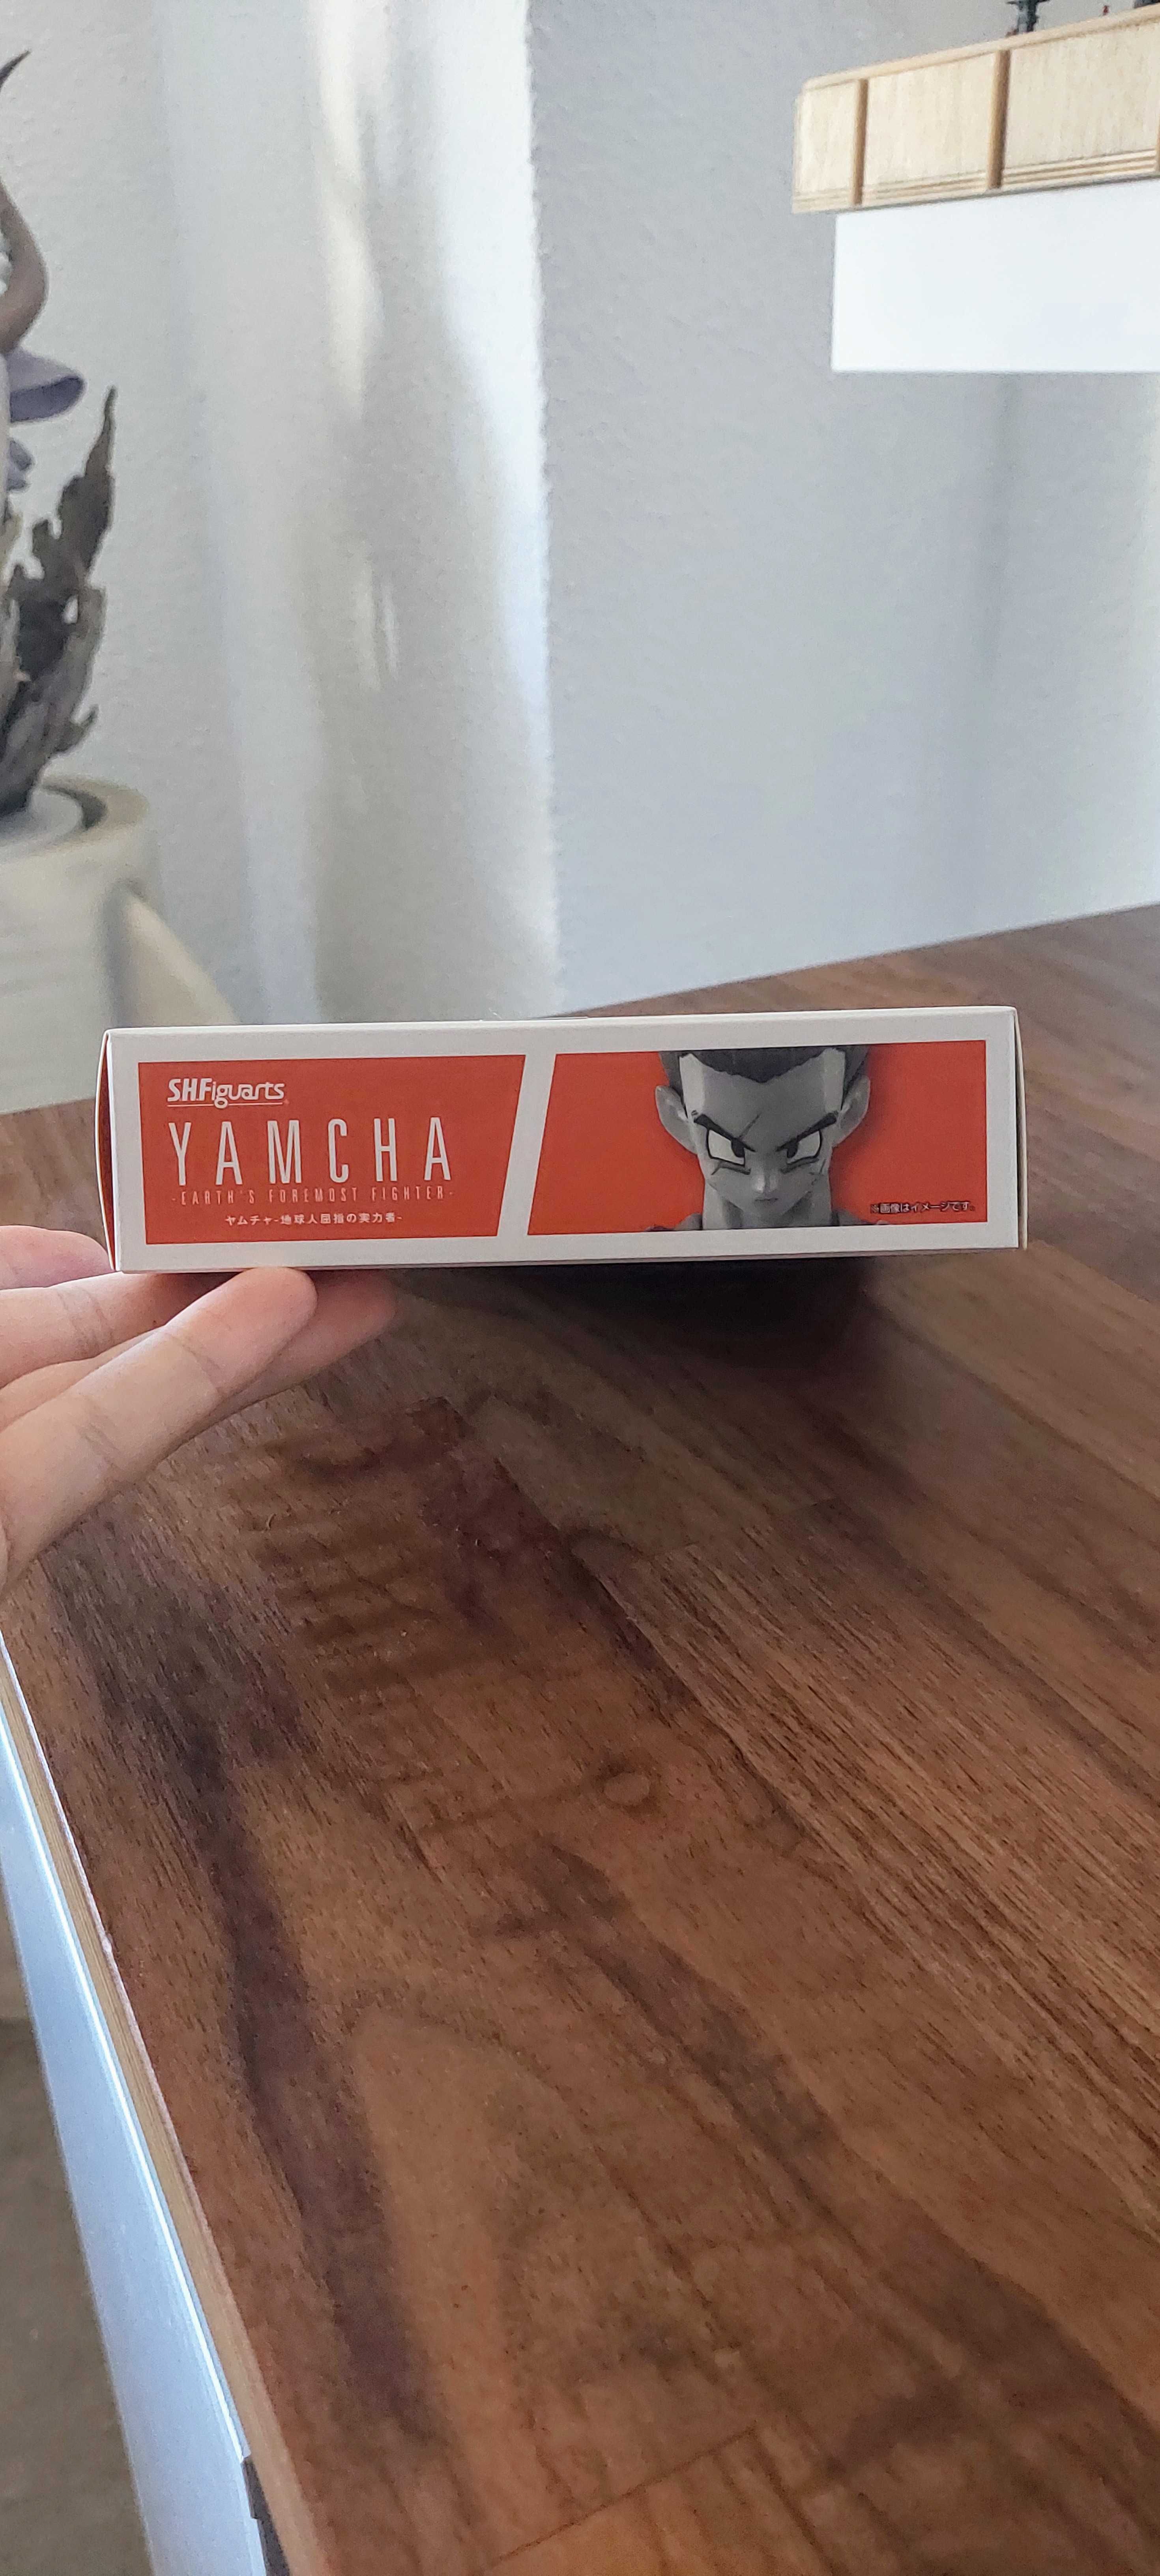 S.H.Figuarts
YAMCHA
-EARTH'S FOREMOST FIGHTER-
ヤムチャ-地球人屈指の実力者-
※画像はイメージです。